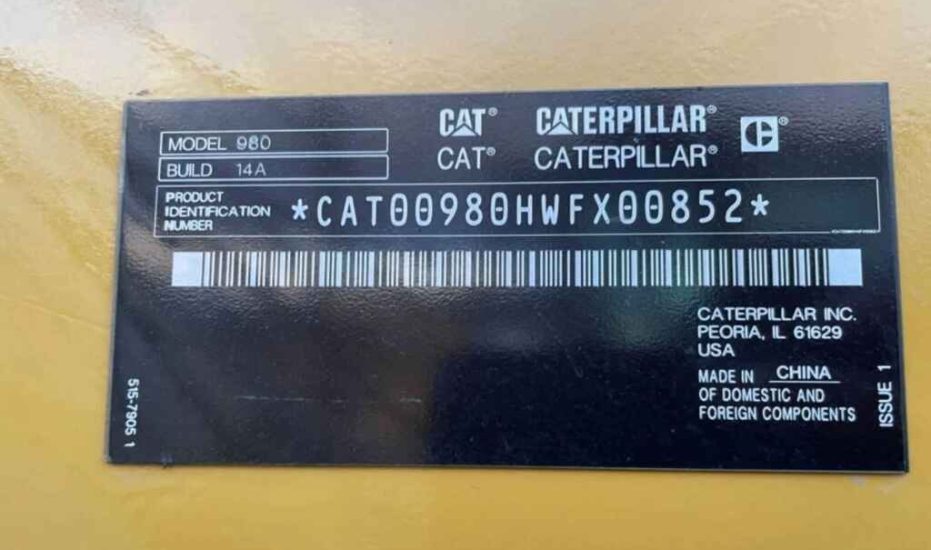 CAT® CATERPILLAR®
CAT® CATERPILLAR®
MODEL 980
BUILD 14A
PRODUCT
IDENTIFICATION
NUMBER
*CAT00980HWFX00852*
CATERPILLAR INC.
PEORIA, IL 61629
USA
MADE IN CHINA
OF DOMESTIC AND
FOREIGN COMPONENTS
515-7905 1
ISSUE 1